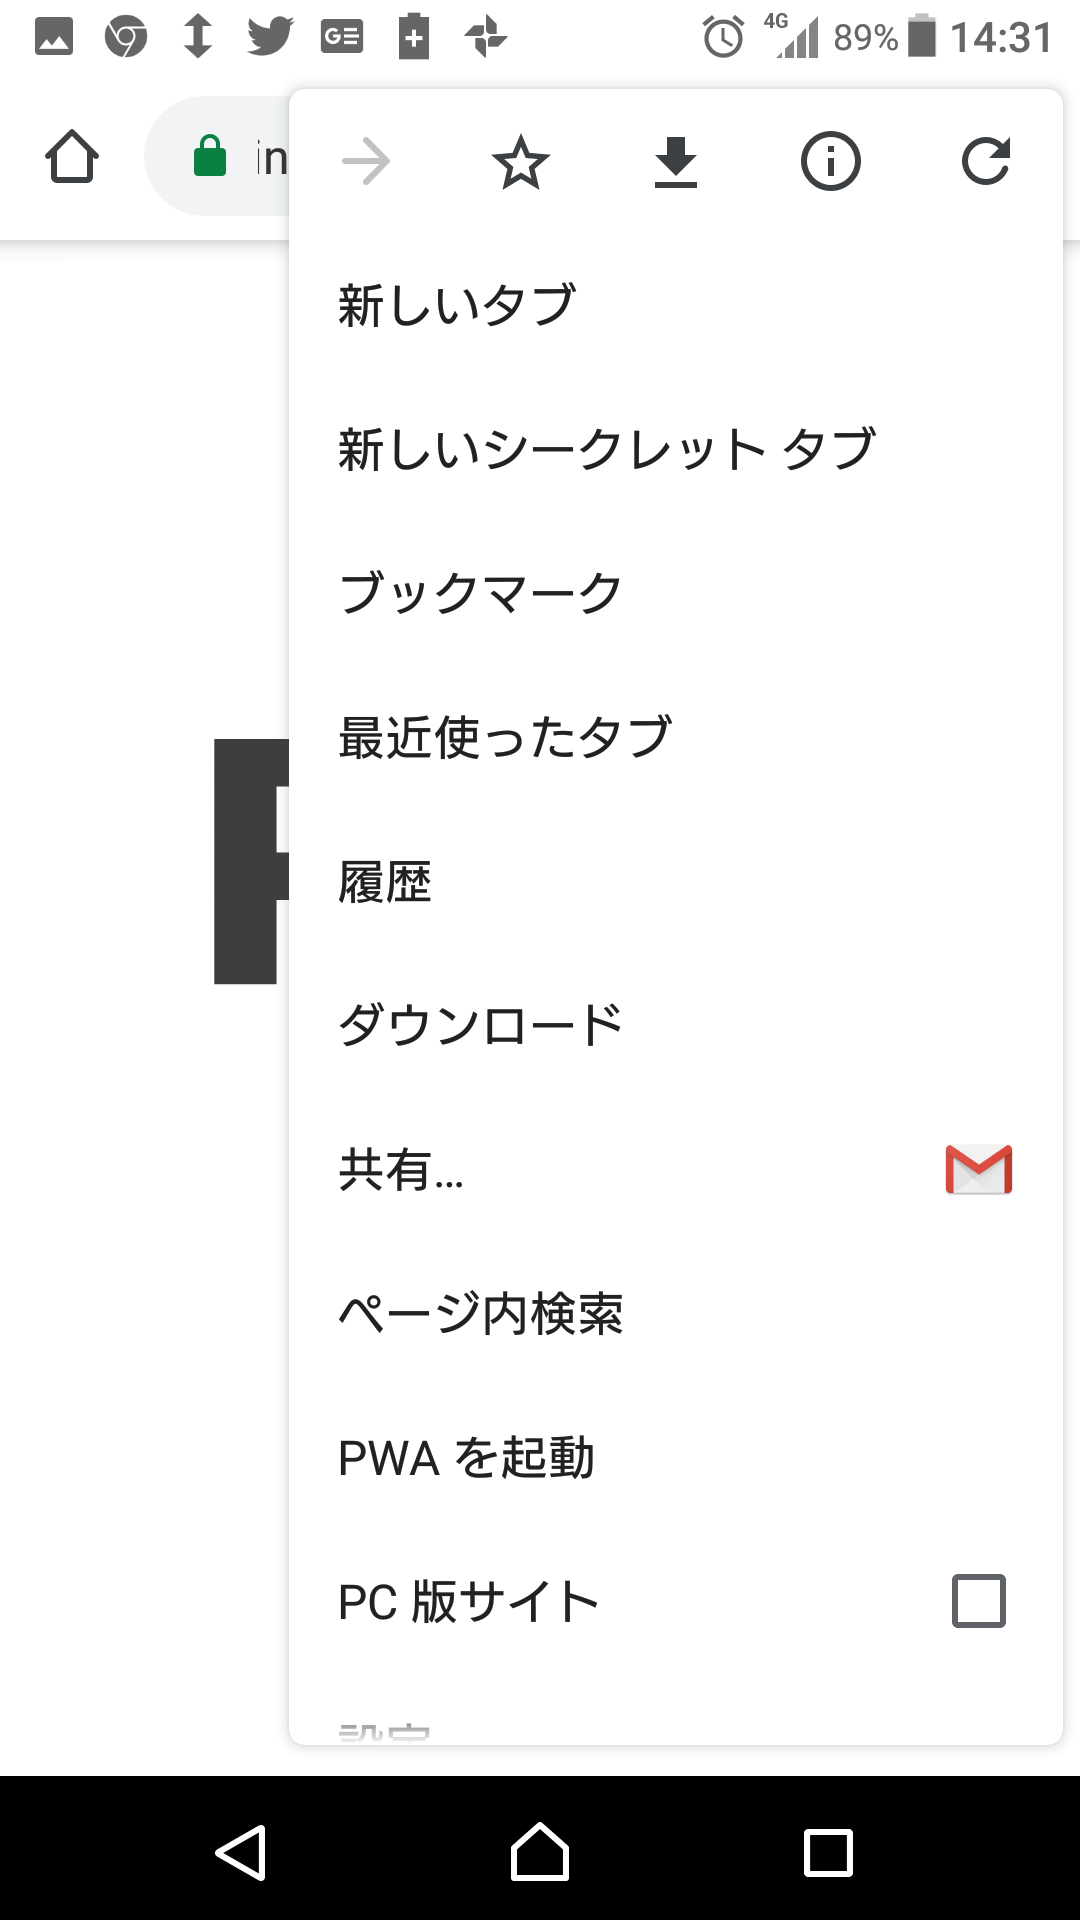 4G 89% 14:31
in
新しいタブ
新しいシークレット タブ
ブックマーク
最近使ったタブ
履歴
ダウンロード
共有...
ページ内検索
PWA を起動
PC 版サイト